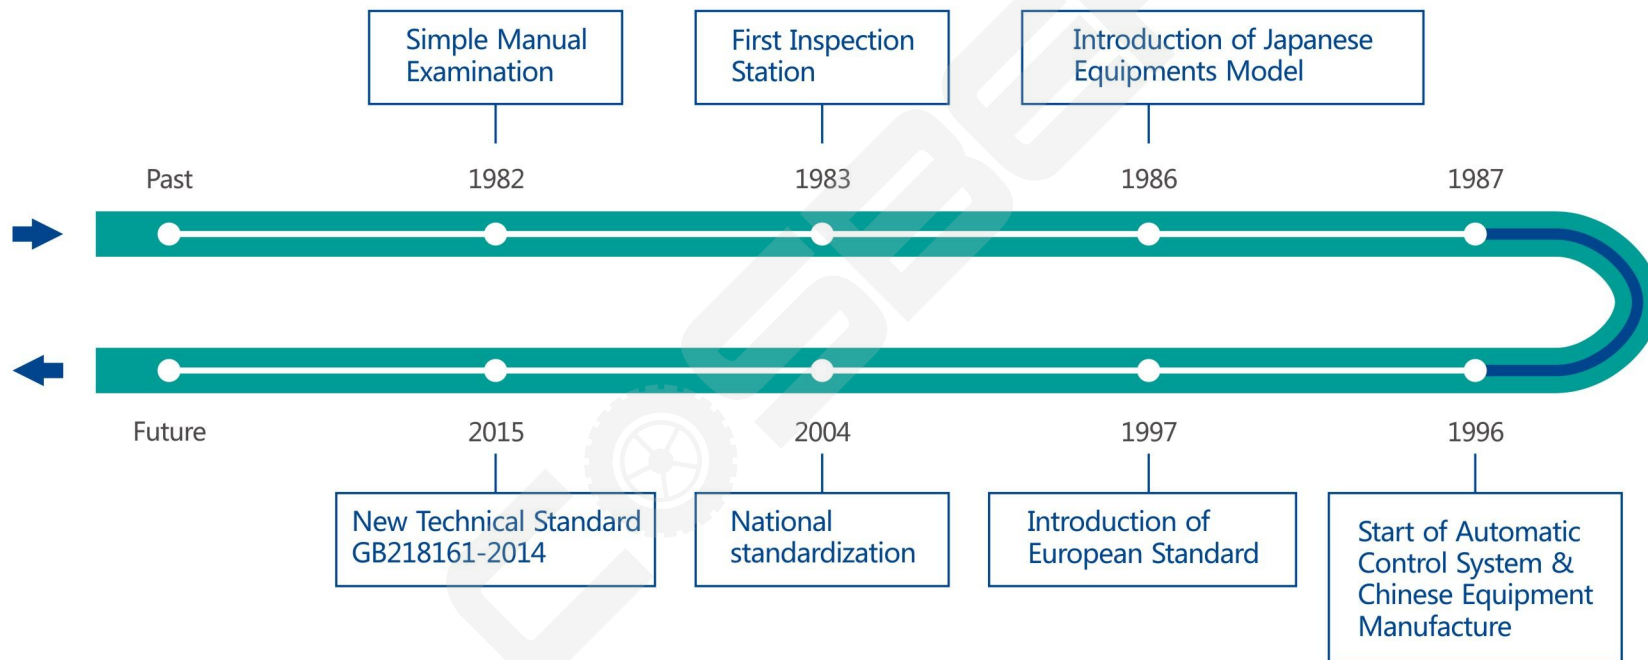 Simple Manual
Examination
First Inspection
Station
Introduction of Japanese
Equipments Model
Past
1982
1983
1986
1987
Future
2015
2004
1997
1996
New Technical Standard
GB218161-2014
National
standardization
Introduction of
European Standard
Start of Automatic
Control System &
Chinese Equipment
Manufacture
COSBER